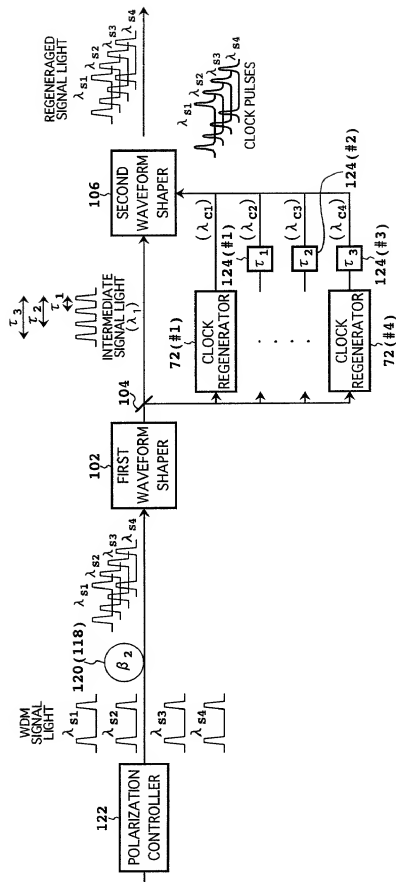 122
POLARIZATION
CONTROLLER
WDM
SIGNAL
LIGHT
λS1
λS2
λS3
λS4
120(118)
β2
λS1
λS2
λS3
λS4
102
FIRST
WAVEFORM
SHAPER
104
τ3
τ2
τ1
INTERMEDIATE
SIGNAL LIGHT
(λ1)
72(#1)
CLOCK
REGENERATOR
72(#4)
CLOCK
REGENERATOR
(λC1)
124(#1)
τ1
(λC2)
124(#2)
τ2
(λC3)
τ3
(λC4)
124(#3)
106
SECOND
WAVEFORM
SHAPER
REGENERAGED
SIGNAL LIGHT
λS1
λS2
λS3
λS4
λS1
λS2
λS3
λS4
CLOCK PULSES